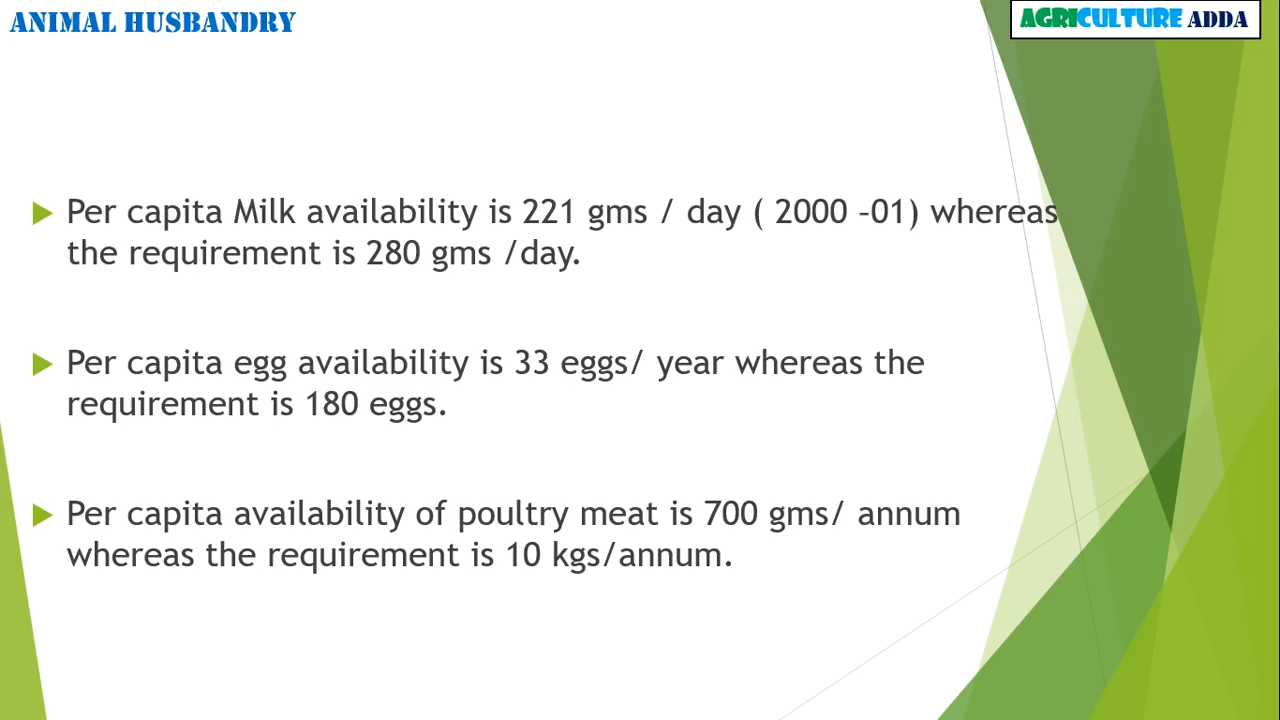 ANIMAL HUSBANDRY
AGRICULTURE ADDA
Per capita Milk availability is 221 gms / day ( 2000 –01) whereas
the requirement is 280 gms /day.
Per capita egg availability is 33 eggs/ year whereas the
requirement is 180 eggs.
Per capita availability of poultry meat is 700 gms/ annum
whereas the requirement is 10 kgs/annum.